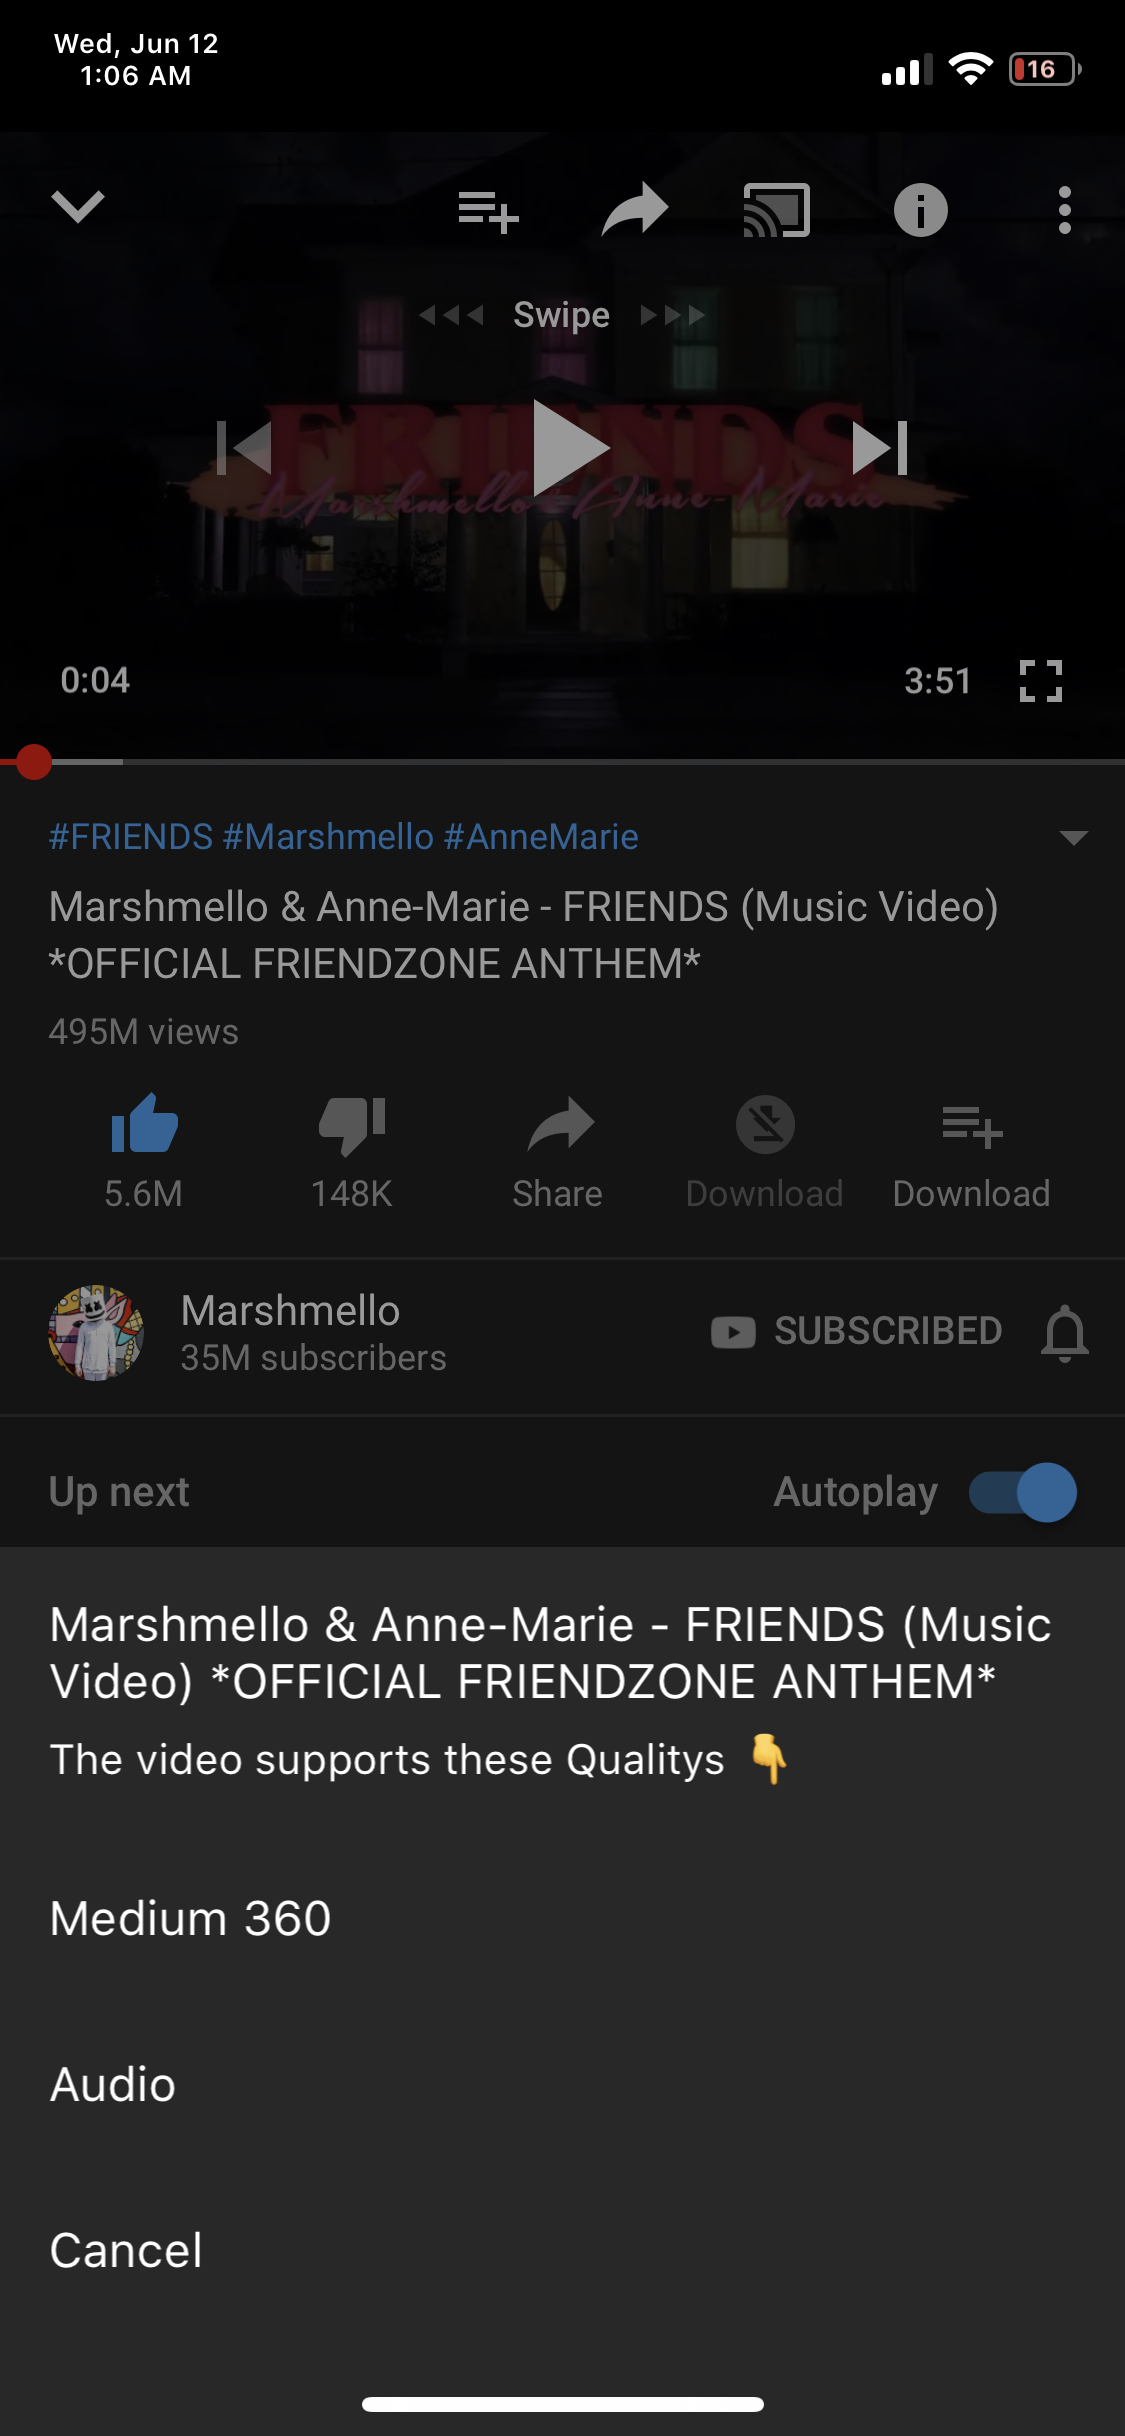 Wed, Jun 12
1:06 AM
16
Swipe
FRIENDS
Marshmello & Anne-Marie
0:04
3:51
#FRIENDS #Marshmello #AnneMarie
Marshmello & Anne-Marie - FRIENDS (Music Video)
*OFFICIAL FRIENDZONE ANTHEM*
495M views
5.6M
148K
Share
Download
Download
Marshmello
35M subscribers
SUBSCRIBED
Up next
Autoplay
Marshmello & Anne-Marie - FRIENDS (Music
Video) *OFFICIAL FRIENDZONE ANTHEM*
The video supports these Qualitys 👇
Medium 360
Audio
Cancel